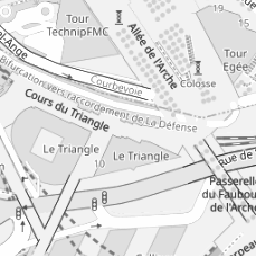 Tour
TechnipFMC
Allée de l'Arche
Tour
Egée
Colosse
Courbevoie
Bifurcation vers raccordement de La Défense
Cours du Triangle
Le Triangle
10
Le Triangle
Rue de
Passerelle
du Faubou
de l'Arche